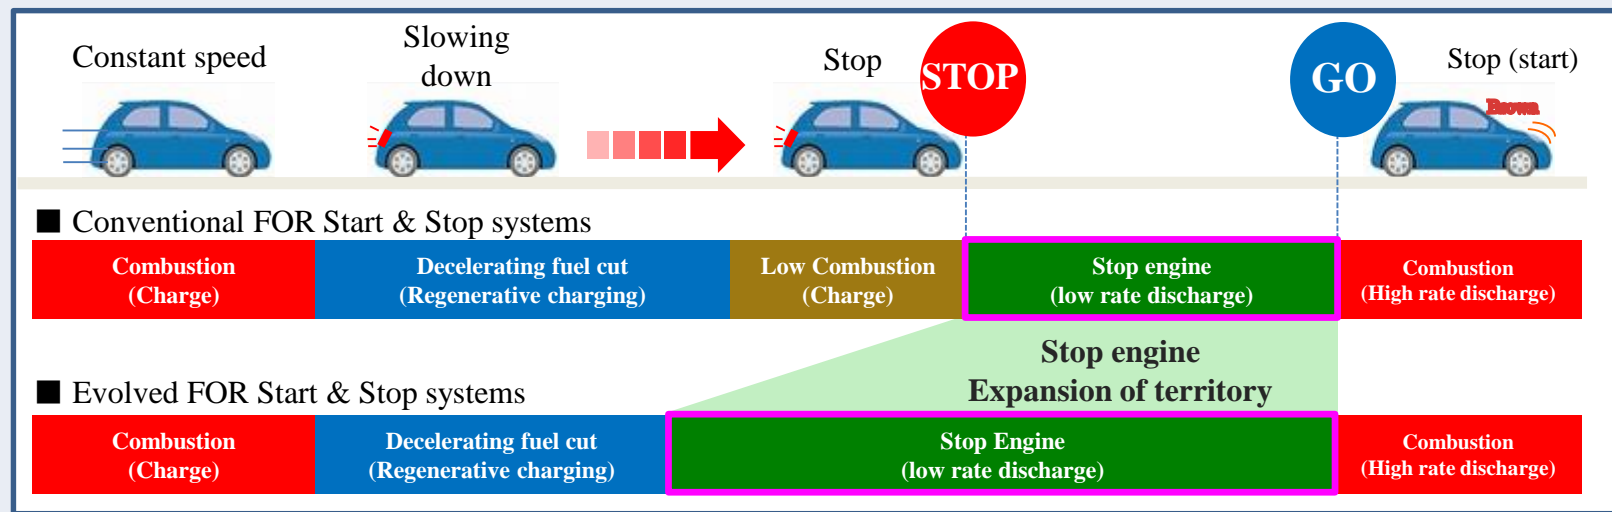 Constant speed
Slowing
down
Stop
STOP
GO
Stop (start)
Brown
■ Conventional FOR Start & Stop systems
Combustion
(Charge)
Decelerating fuel cut
(Regenerative charging)
Low Combustion
(Charge)
Stop engine
(low rate discharge)
Combustion
(High rate discharge)
Stop engine
Expansion of territory
■ Evolved FOR Start & Stop systems
Combustion
(Charge)
Decelerating fuel cut
(Regenerative charging)
Stop Engine
(low rate discharge)
Combustion
(High rate discharge)